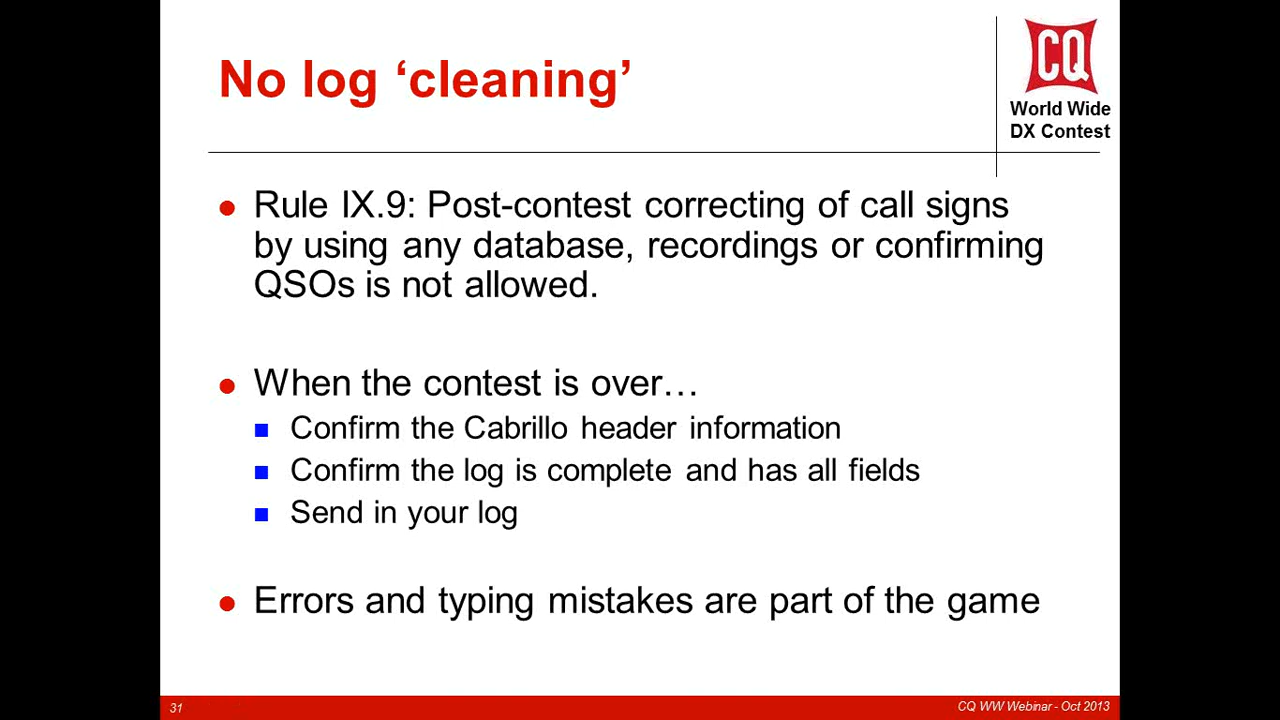 No log ‘cleaning’
CQ
World Wide
DX Contest
Rule IX.9: Post-contest correcting of call signs
by using any database, recordings or confirming
QSOs is not allowed.
When the contest is over…
Confirm the Cabrillo header information
Confirm the log is complete and has all fields
Send in your log
Errors and typing mistakes are part of the game
31
CQ WW Webinar - Oct 2013